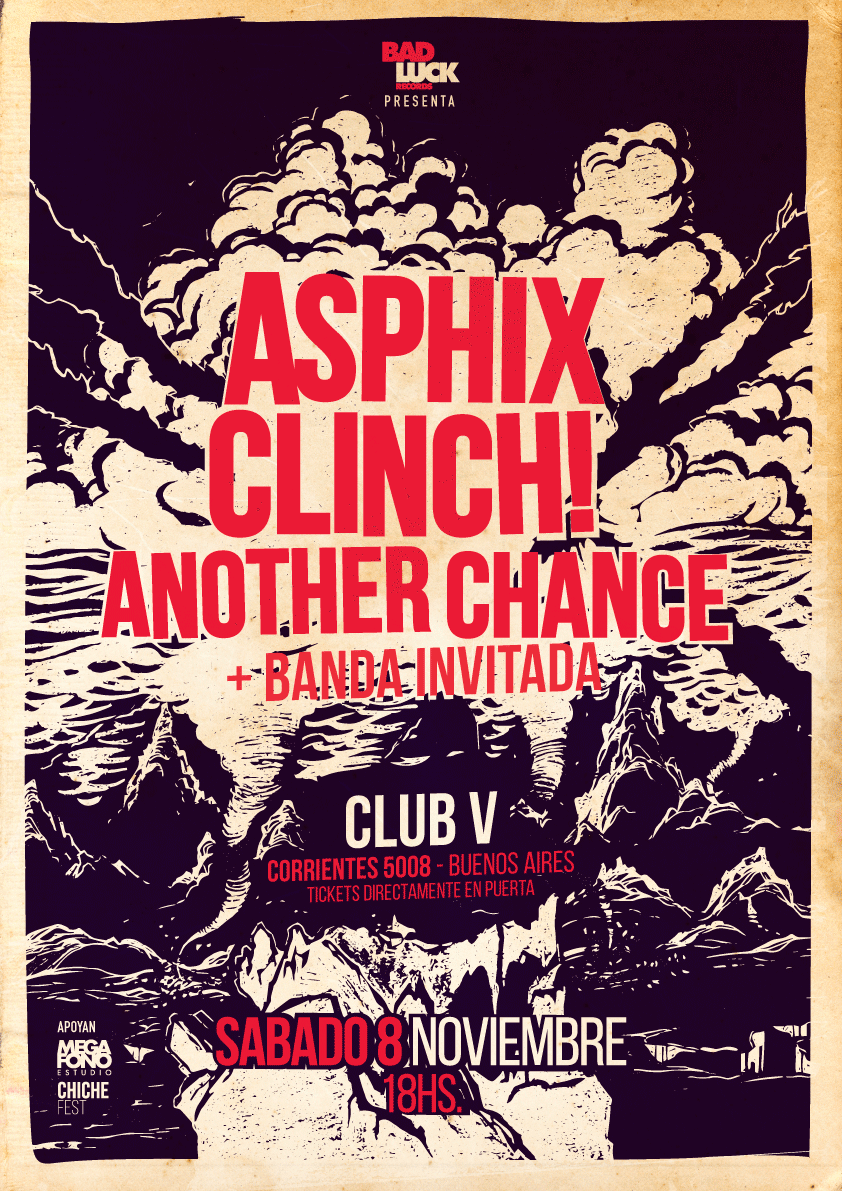 BAD
LUCK
RECORDS
PRESENTA
ASPHIX
CLINCH!
ANOTHER CHANCE
+ BANDA INVITADA
CLUB V
CORRIENTES 5008 - BUENOS AIRES
TICKETS DIRECTAMENTE EN PUERTA
SABADO 8 NOVIEMBRE
18HS.
APOYAN
MEGA
FONO
ESTUDIO
CHICHE
FEST